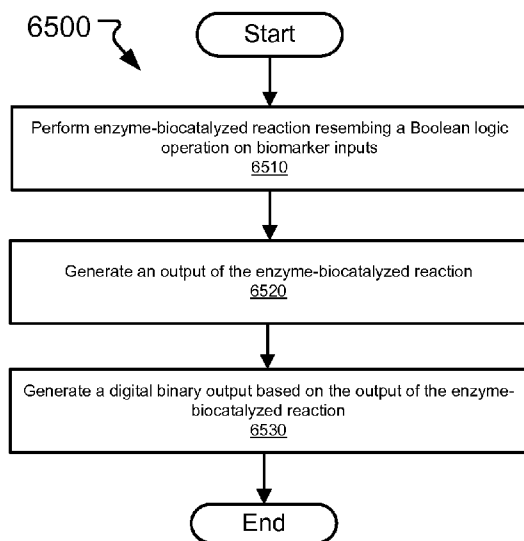 6500
Start
Perform enzyme-biocatalyzed reaction resembing a Boolean logic
operation on biomarker inputs
6510
Generate an output of the enzyme-biocatalyzed reaction
6520
Generate a digital binary output based on the output of the enzyme-
biocatalyzed reaction
6530
End